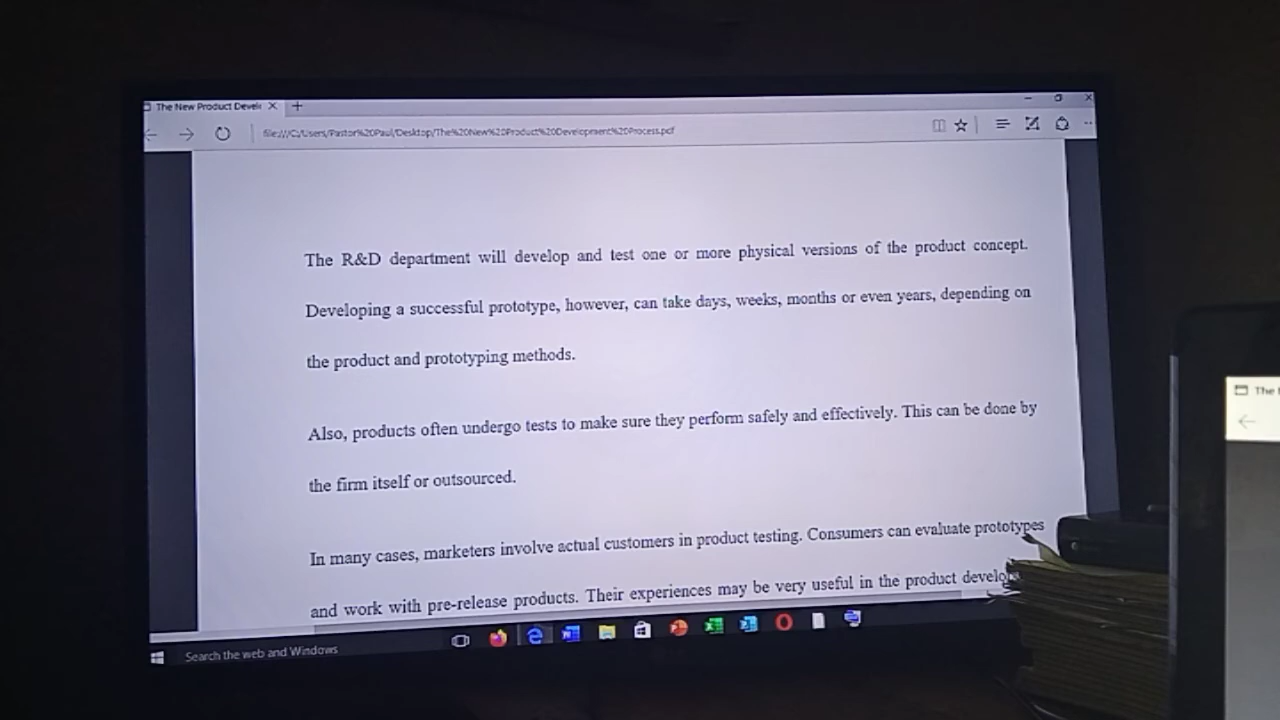 The New Product Devel
file:///C:/Users/Pastor%20Paul/Desktop/The%20New%20Product%20Development%20Process.pdf
The R&D department will develop and test one or more physical versions of the product concept.
Developing a successful prototype, however, can take days, weeks, months or even years, depending on
the product and prototyping methods.
Also, products often undergo tests to make sure they perform safely and effectively. This can be done by
the firm itself or outsourced.
In many cases, marketers involve actual customers in product testing. Consumers can evaluate prototypes
and work with pre-release products. Their experiences may be very useful in the product develo
Search the web and Windows
The